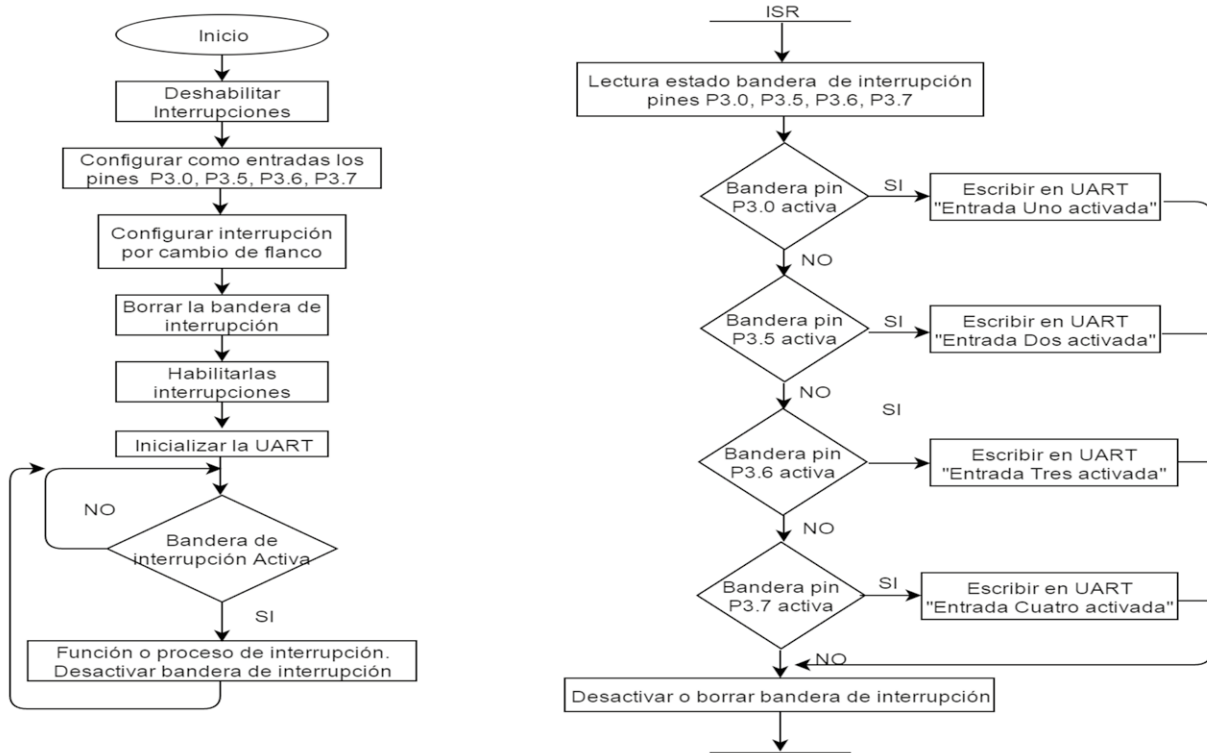 Inicio
Deshabilitar
Interrupciones
Configurar como entradas los
pines P3.0, P3.5, P3.6, P3.7
Configurar interrupción
por cambio de flanco
Borrar la bandera de
interrupción
Habilitarlas
interrupciones
Inicializar la UART
NO
Bandera de
interrupción Activa
SI
Función o proceso de interrupción.
Desactivar bandera de interrupción
ISR
Lectura estado bandera de interrupción
pines P3.0, P3.5, P3.6, P3.7
Bandera pin
P3.0 activa
SI
Escribir en UART
"Entrada Uno activada"
NO
Bandera pin
P3.5 activa
SI
Escribir en UART
"Entrada Dos activada"
NO
SI
Bandera pin
P3.6 activa
Escribir en UART
"Entrada Tres activada"
NO
Bandera pin
P3.7 activa
SI
Escribir en UART
"Entrada Cuatro activada"
NO
Desactivar o borrar bandera de interrupción